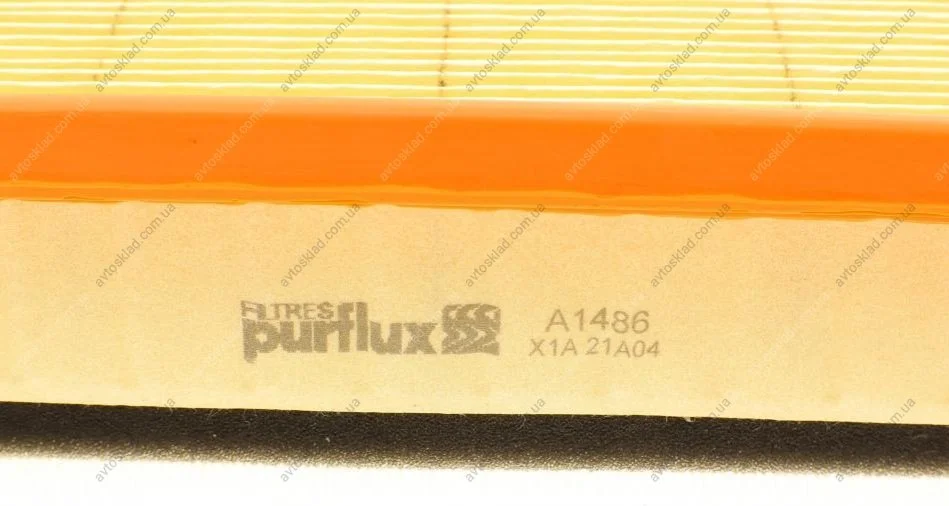 FILTRES
purflux
A1486
X1A 21A04
avtosklad.com.ua